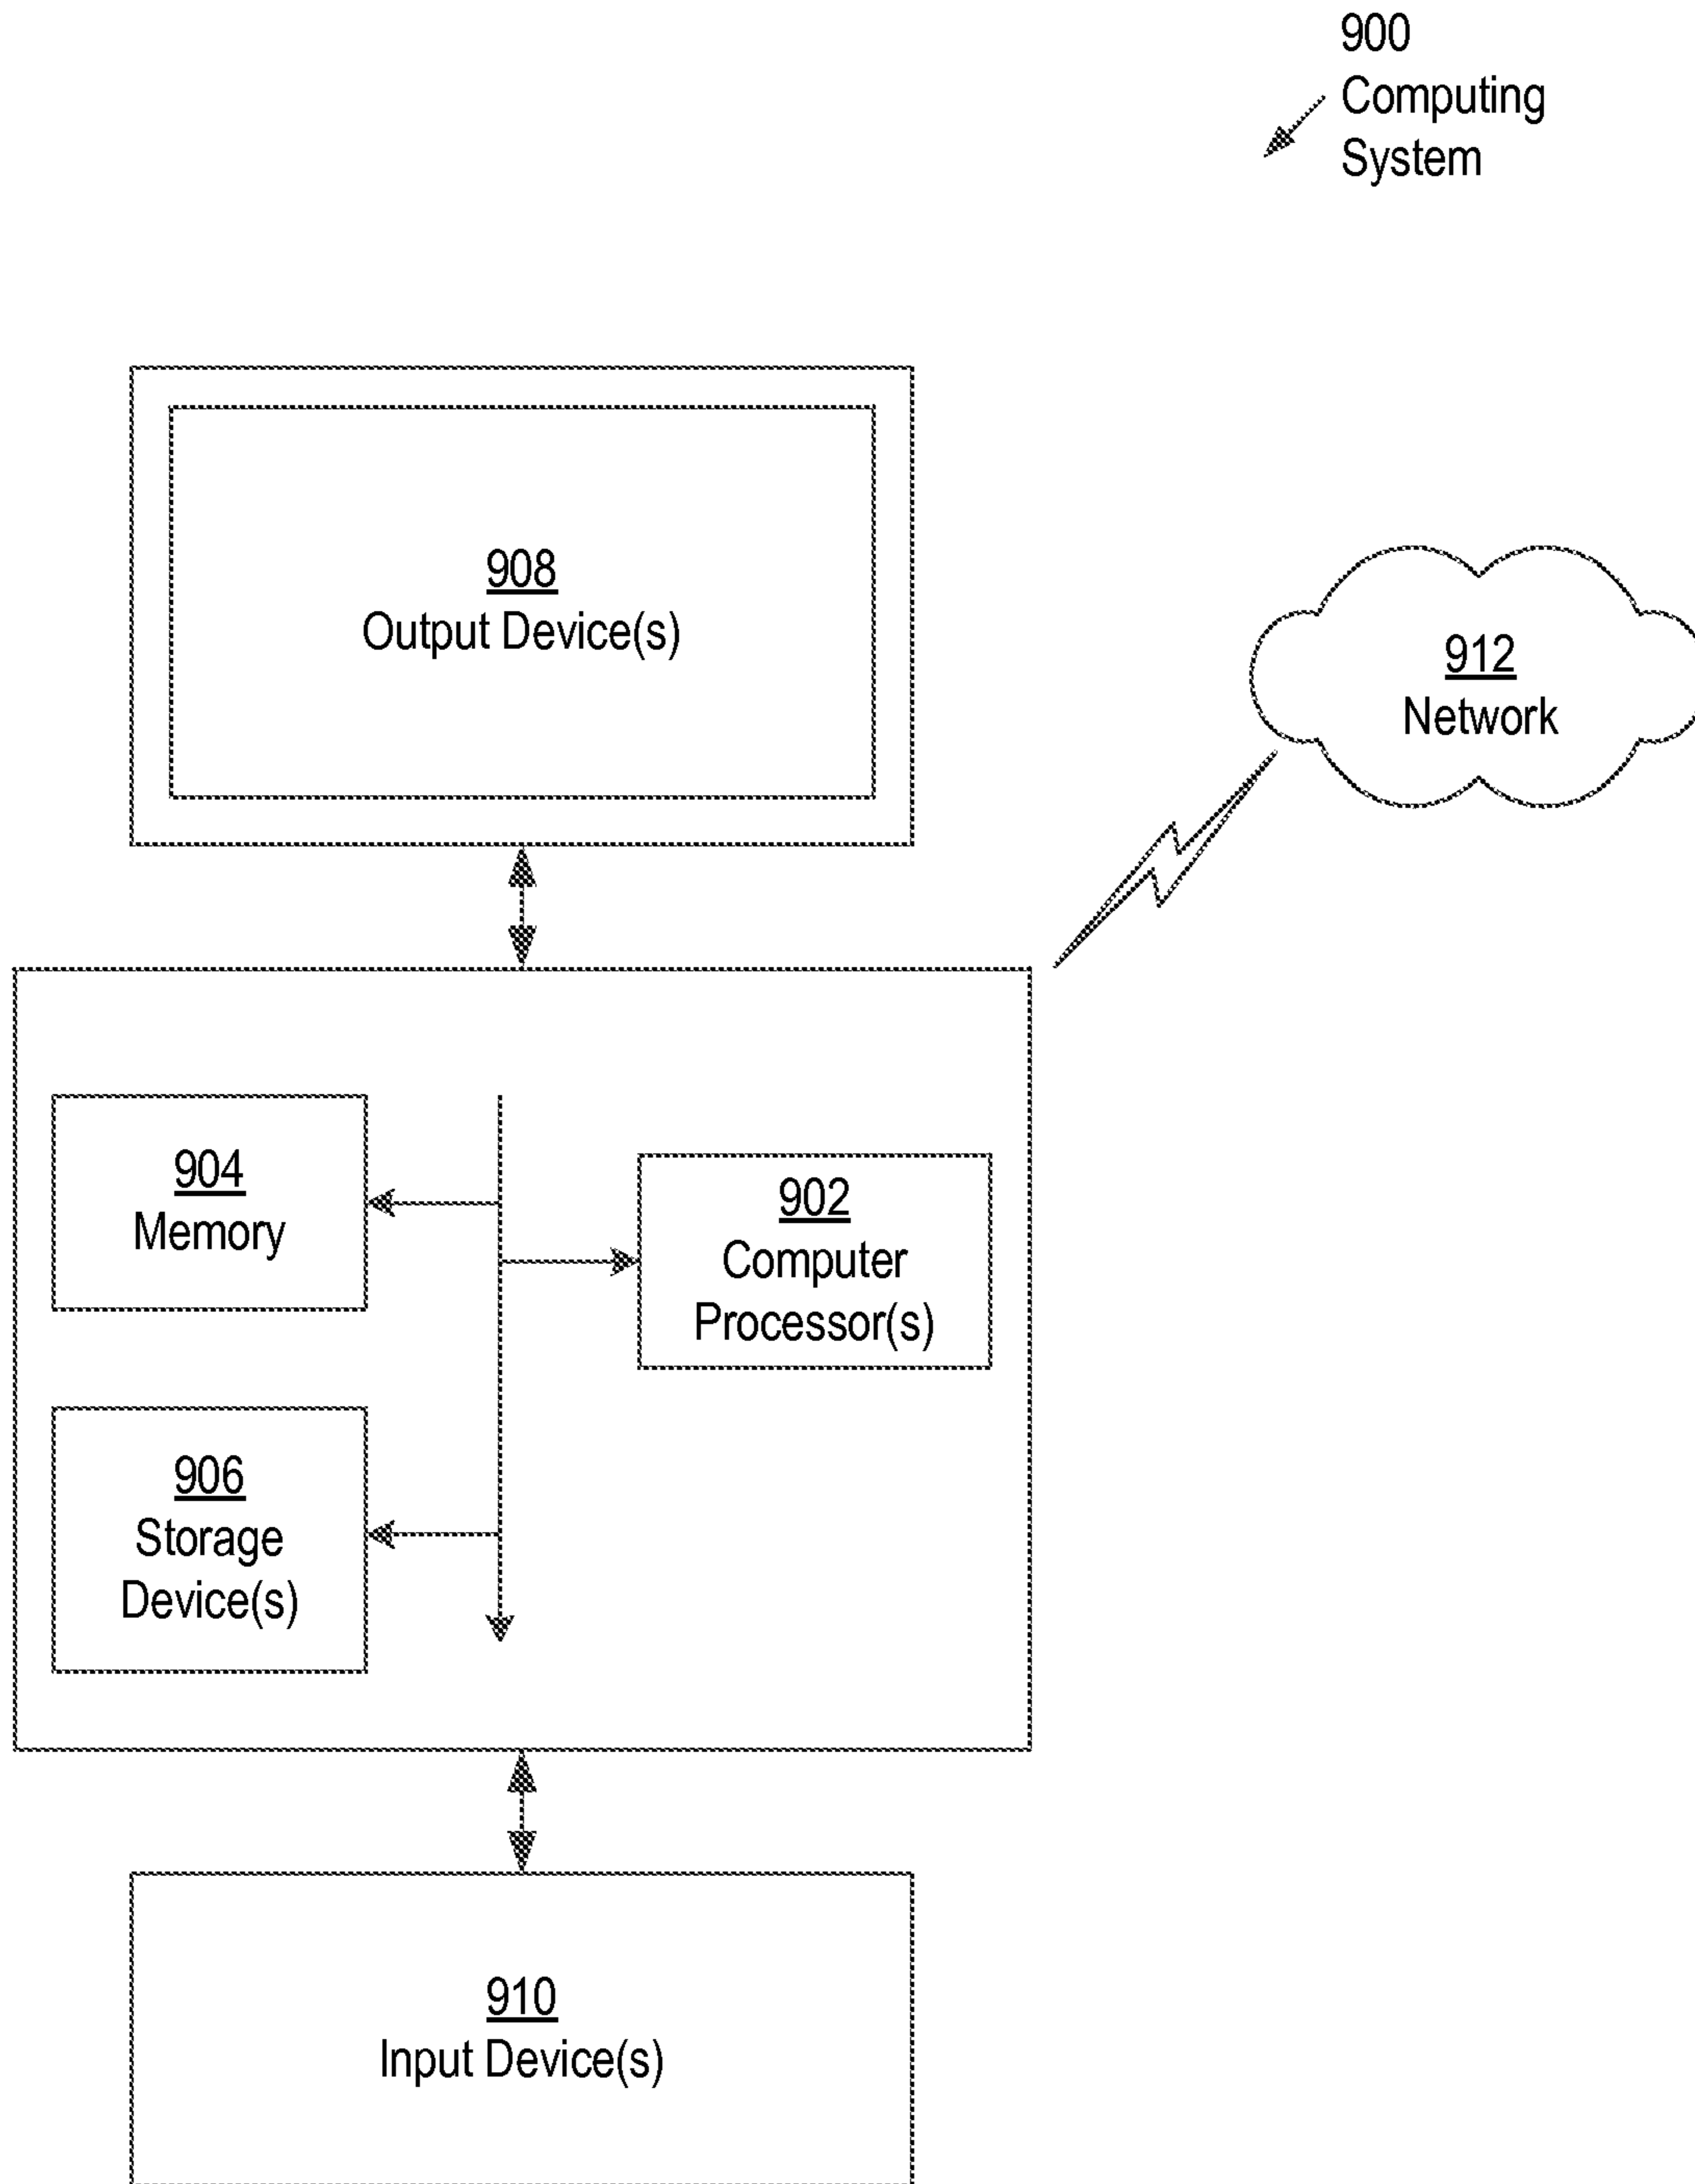 900
Computing
System
908
Output Device(s)
912
Network
904
Memory
902
Computer
Processor(s)
906
Storage
Device(s)
910
Input Device(s)